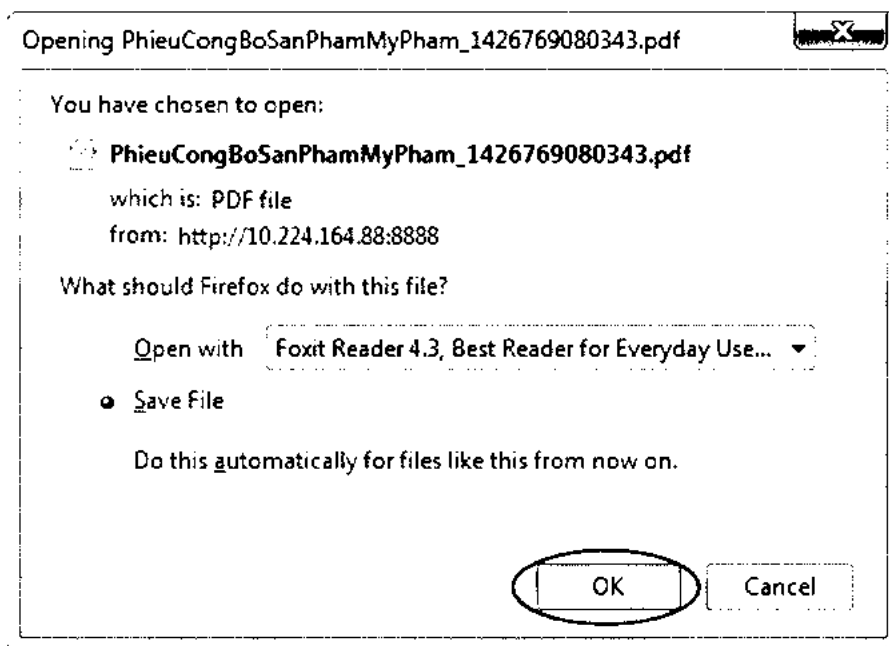 Opening PhieuCongBoSanPhamMyPham_1426769080343.pdf
You have chosen to open:
PhieuCongBoSanPhamMyPham_1426769080343.pdf
which is: PDF file
from: http://10.224.164.88:8888
What should Firefox do with this file?
Open with Foxit Reader 4.3, Best Reader for Everyday Use...
Save File
Do this automatically for files like this from now on.
OK Cancel